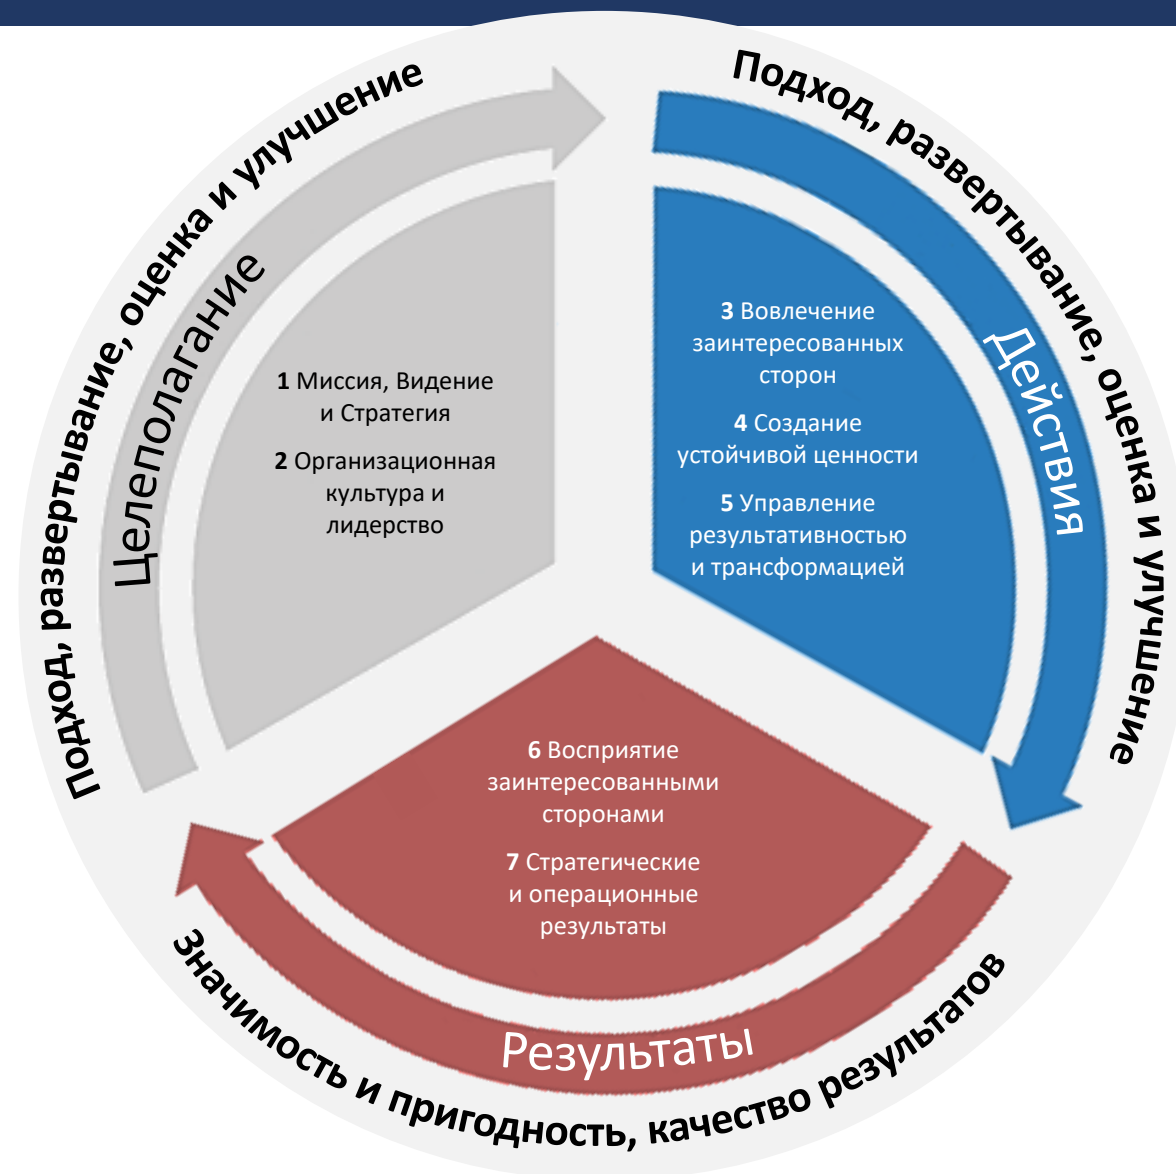 Подход, развертывание, оценка и улучшение
Целеполагание
1 Миссия, Видение
и Стратегия
2 Организационная
культура и
лидерство
Подход, развертывание, оценка и улучшение
Действия
3 Вовлечение
заинтересованных
сторон
4 Создание
устойчивой ценности
5 Управление
результативностью
и трансформацией
6 Восприятие
заинтересованными
сторонами
7 Стратегические
и операционные
результаты
Результаты
Значимость и пригодность, качество результатов